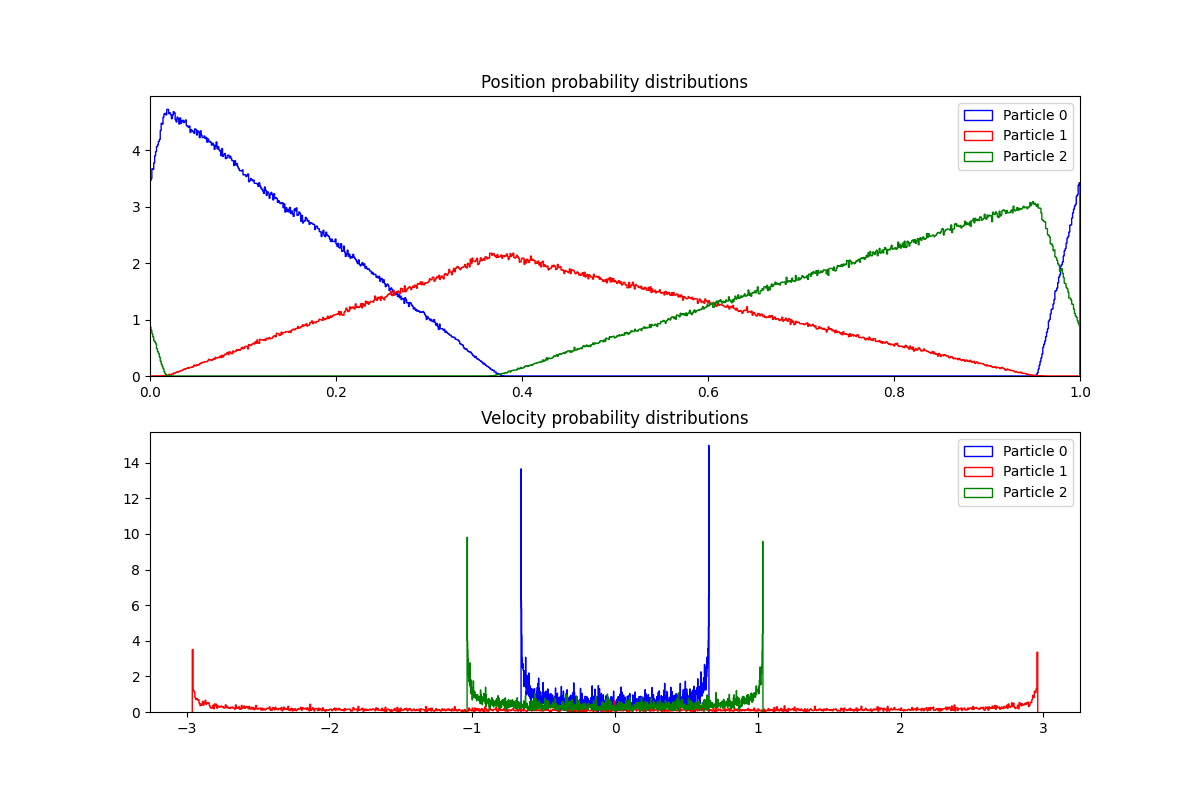 Position probability distributions
Particle 0
Particle 1
Particle 2
4
3
2
1
0
0.0 0.2 0.4 0.6 0.8 1.0
Velocity probability distributions
Particle 0
Particle 1
Particle 2
14
12
10
8
6
4
2
0
−3 −2 −1 0 1 2 3